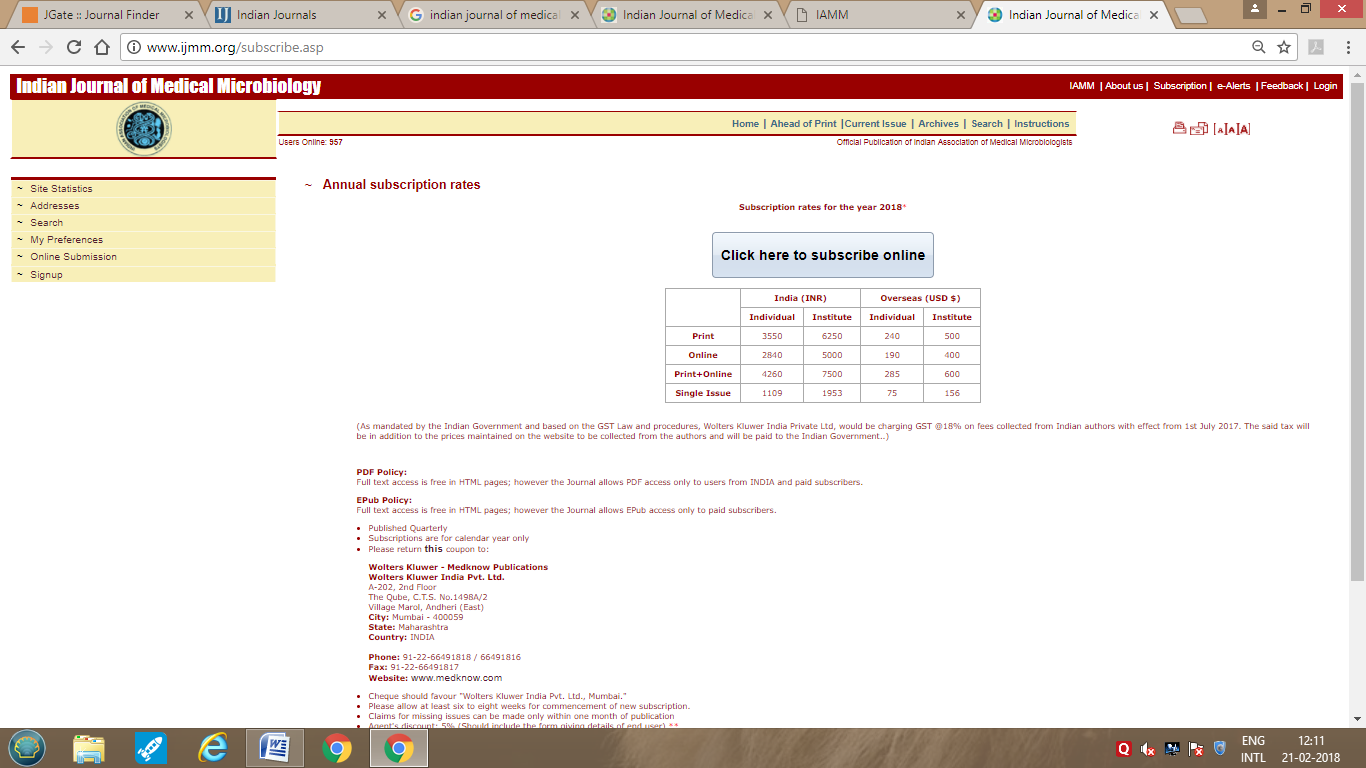 JGate :: Journal Finder
Indian Journals
indian journal of medical
Indian Journal of Medica
IAMM
Indian Journal of Medica
www.ijmm.org/subscribe.asp
Indian Journal of Medical Microbiology
IAMM | About us | Subscription | e-Alerts | Feedback | Login
Home | Ahead of Print |Current Issue | Archives | Search | Instructions
Users Online: 957
Official Publication of Indian Association of Medical Microbiologists
~ Site Statistics
~ Addresses
~ Search
~ My Preferences
~ Online Submission
~ Signup
~ Annual subscription rates
Subscription rates for the year 2018*
Click here to subscribe online
India (INR) Overseas (USD $)
Individual Institute Individual Institute
Print 3550 6250 240 500
Online 2840 5000 190 400
Print+Online 4260 7500 285 600
Single Issue 1109 1953 75 156
(As mandated by the Indian Government and based on the GST Law and procedures, Wolters Kluwer India Private Ltd, would be charging GST @18% on fees collected from Indian authors with effect from 1st July 2017. The said tax will
be in addition to the prices maintained on the website to be collected from the authors and will be paid to the Indian Government..)
PDF Policy:
Full text access is free in HTML pages; however the Journal allows PDF access only to users from INDIA and paid subscribers.
EPub Policy:
Full text access is free in HTML pages; however the Journal allows EPub access only to paid subscribers.
• Published Quarterly
• Subscriptions are for calendar year only
• Please return this coupon to:
Wolters Kluwer - Medknow Publications
Wolters Kluwer India Pvt. Ltd.
A-202, 2nd Floor
The Qube, C.T.S. No.1498A/2
Village Marol, Andheri (East)
City: Mumbai - 400059
State: Maharashtra
Country: INDIA
Phone: 91-22-66491818 / 66491816
Fax: 91-22-66491817
Website: www.medknow.com
• Cheque should favour "Wolters Kluwer India Pvt. Ltd., Mumbai."
• Please allow at least six to eight weeks for commencement of new subscription.
• Claims for missing issues can be made only within one month of publication
• Agent's discount: 5% (Should include the form giving details of end user) **
ENG 12:11
INTL 21-02-2018